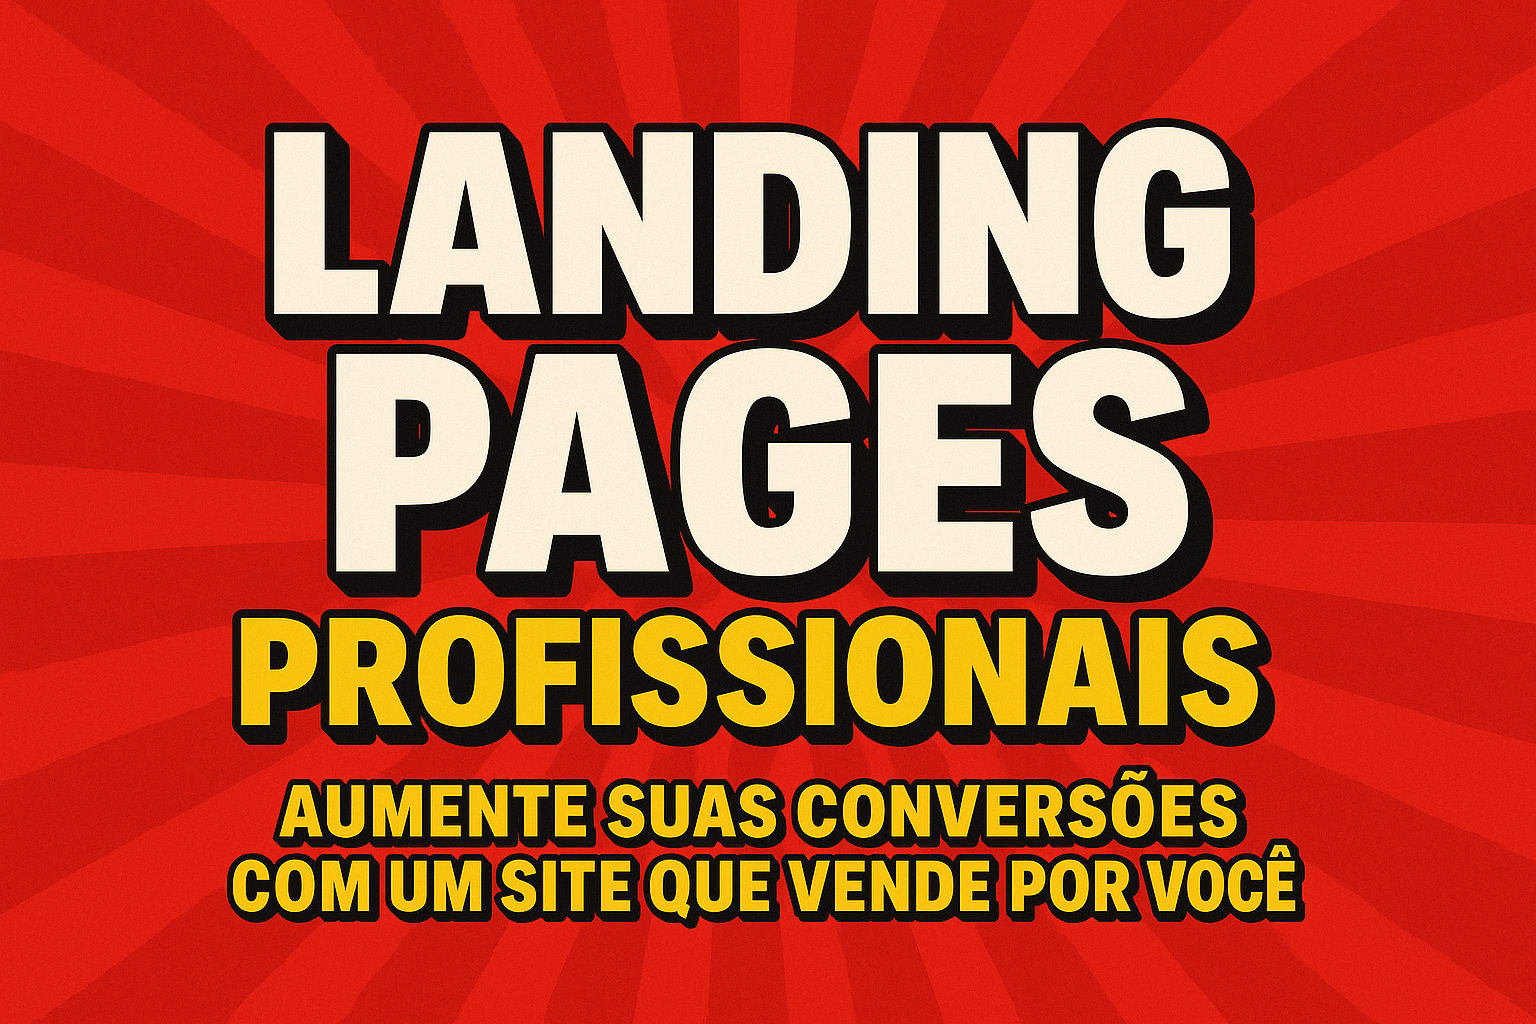 LANDING
PAGES
PROFISSIONAIS
AUMENTE SUAS CONVERSÕES
COM UM SITE QUE VENDE POR VOCÊ